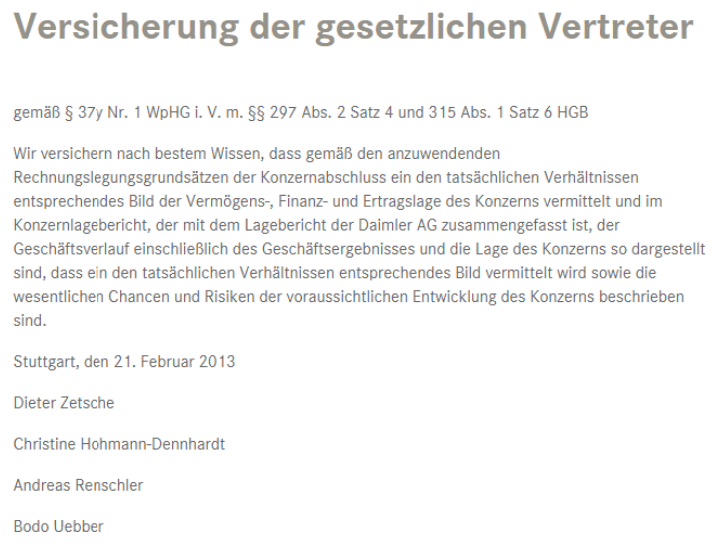 Versicherung der gesetzlichen Vertreter
gemäß § 37y Nr. 1 WpHG i. V. m. §§ 297 Abs. 2 Satz 4 und 315 Abs. 1 Satz 6 HGB
Wir versichern nach bestem Wissen, dass gemäß den anzuwendenden
Rechnungslegungsgrundsätzen der Konzernabschluss ein den tatsächlichen Verhältnissen
entsprechendes Bild der Vermögens-, Finanz- und Ertragslage des Konzerns vermittelt und im
Konzernlagebericht, der mit dem Lagebericht der Daimler AG zusammengefasst ist, der
Geschäftsverlauf einschließlich des Geschäftsergebnisses und die Lage des Konzerns so dargestellt
sind, dass ein den tatsächlichen Verhältnissen entsprechendes Bild vermittelt wird sowie die
wesentlichen Chancen und Risiken der voraussichtlichen Entwicklung des Konzerns beschrieben
sind.
Stuttgart, den 21. Februar 2013
Dieter Zetsche
Christine Hohmann-Dennhardt
Andreas Renschler
Bodo Uebber